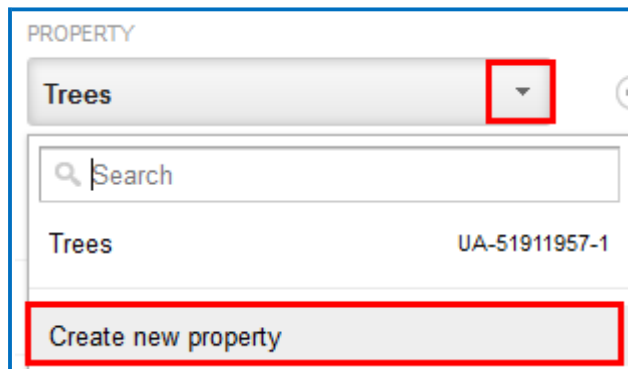 PROPERTY
Trees
Search
Trees UA-51911957-1
Create new property